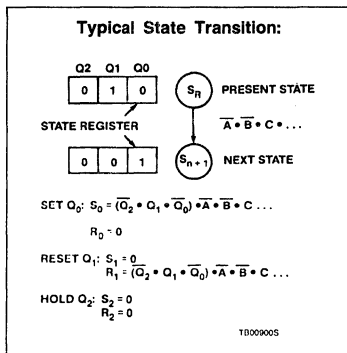 Typical State Transition:
Q2 Q1 Q0
0 1 0
S_R
PRESENT STATE
STATE REGISTER
A̅ • B̅ • C • . . .
0 0 1
S_{n + 1}
NEXT STATE
SET Q₀: S₀ = (Q̅₂ • Q₁ • Q̅₀) • A̅ • B̅ • C . . .
R₀ = 0
RESET Q₁: S₁ = 0
R₁ = (Q̅₂ • Q₁ • Q̅₀) • A̅ • B̅ • C . . .
HOLD Q₂: S₂ = 0
R₂ = 0
TB00900S